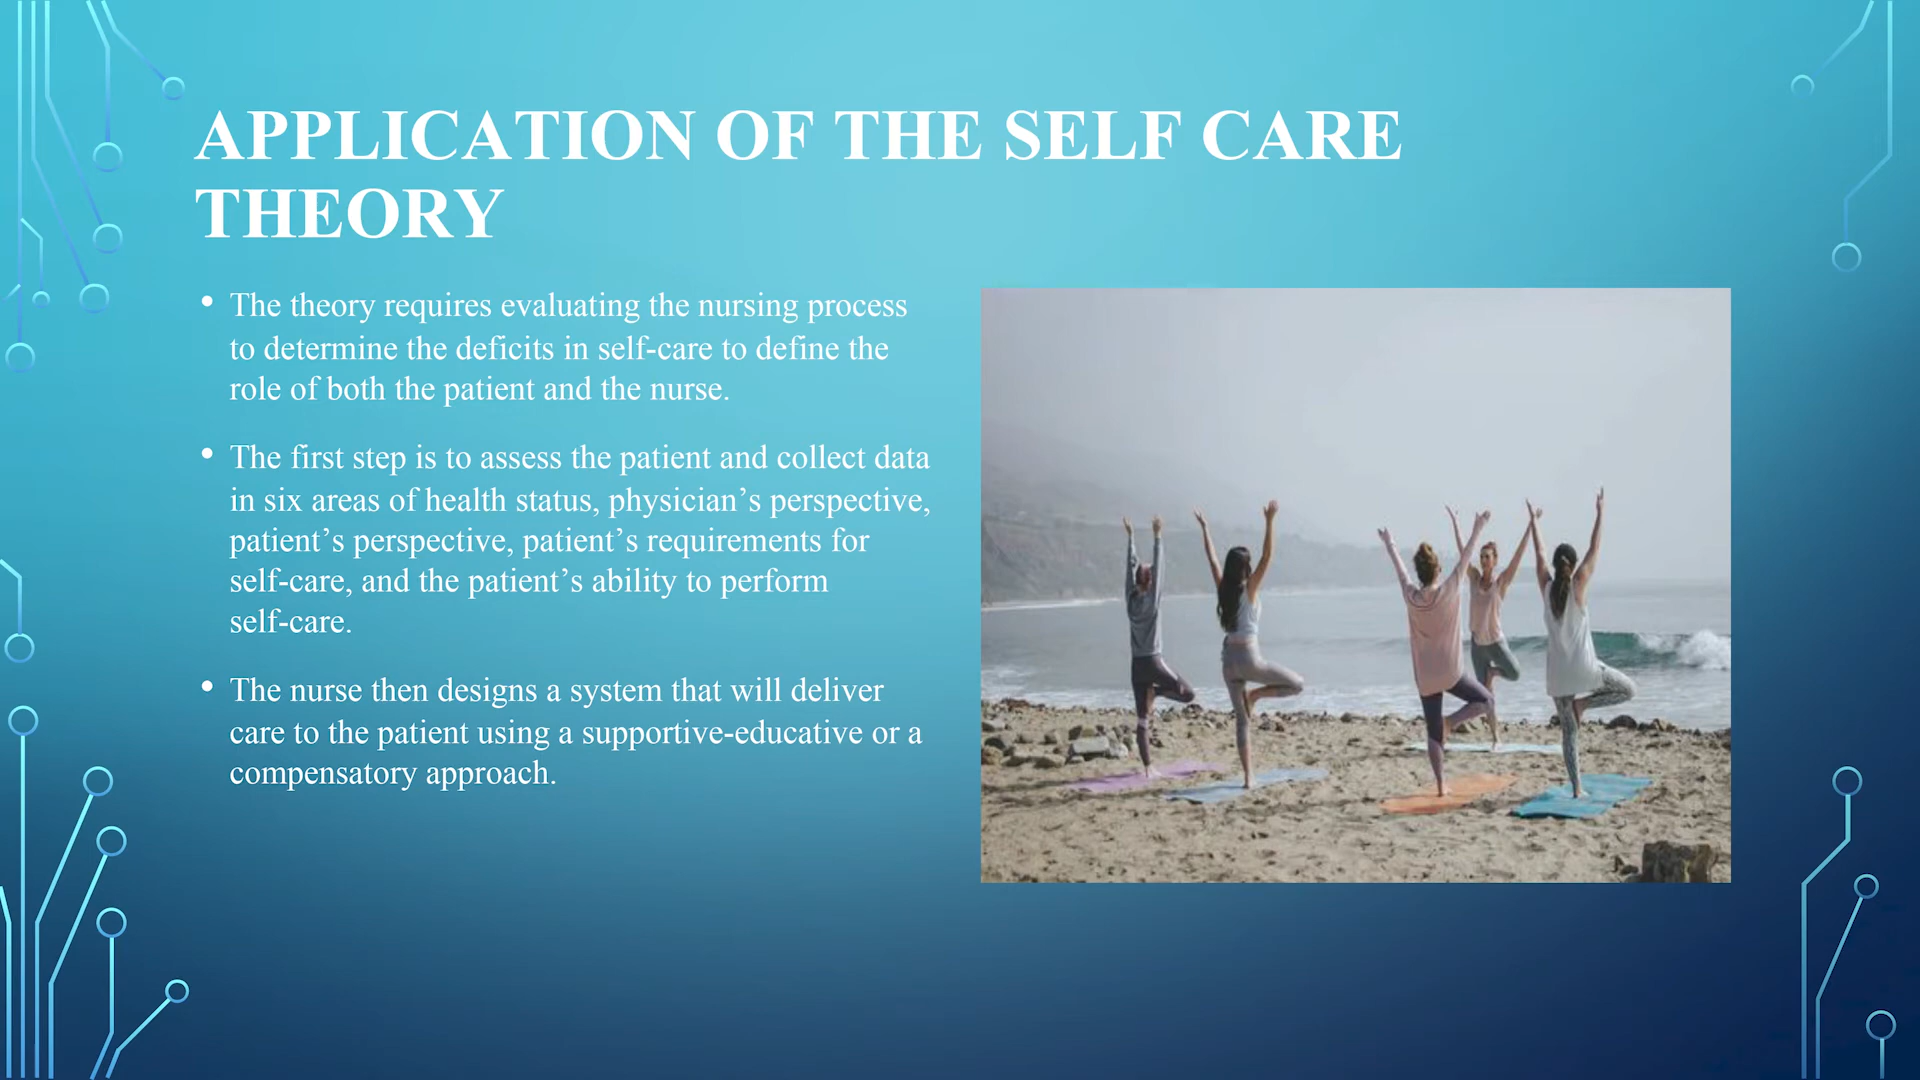 APPLICATION OF THE SELF CARE
THEORY
• The theory requires evaluating the nursing process
to determine the deficits in self-care to define the
role of both the patient and the nurse.
• The first step is to assess the patient and collect data
in six areas of health status, physician’s perspective,
patient’s perspective, patient’s requirements for
self-care, and the patient’s ability to perform
self-care.
• The nurse then designs a system that will deliver
care to the patient using a supportive-educative or a
compensatory approach.